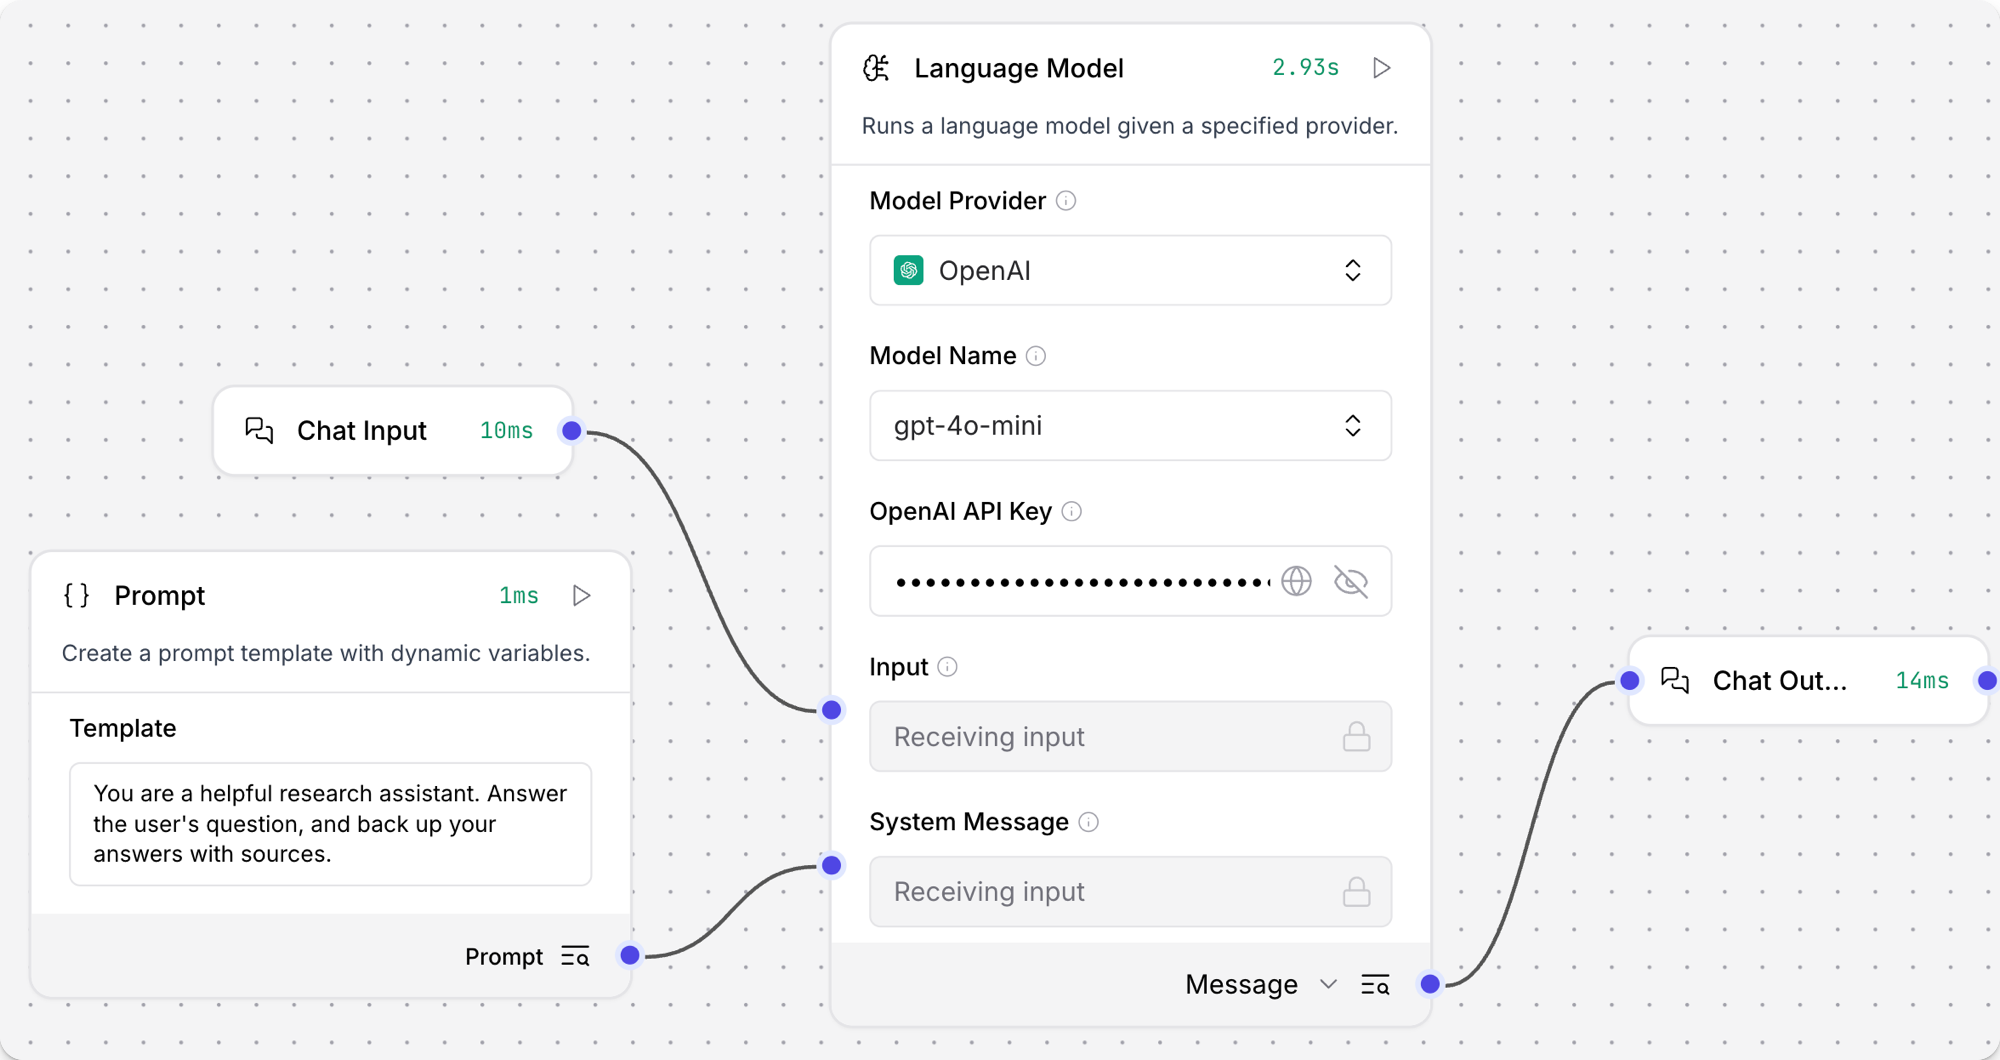 Language Model 2.93s
Runs a language model given a specified provider.
Model Provider
OpenAI
Model Name
gpt-4o-mini
OpenAI API Key
Input
Receiving input
System Message
Receiving input
Message
Chat Input 10ms
{} Prompt 1ms
Create a prompt template with dynamic variables.
Template
You are a helpful research assistant. Answer
the user's question, and back up your
answers with sources.
Prompt
Chat Out... 14ms